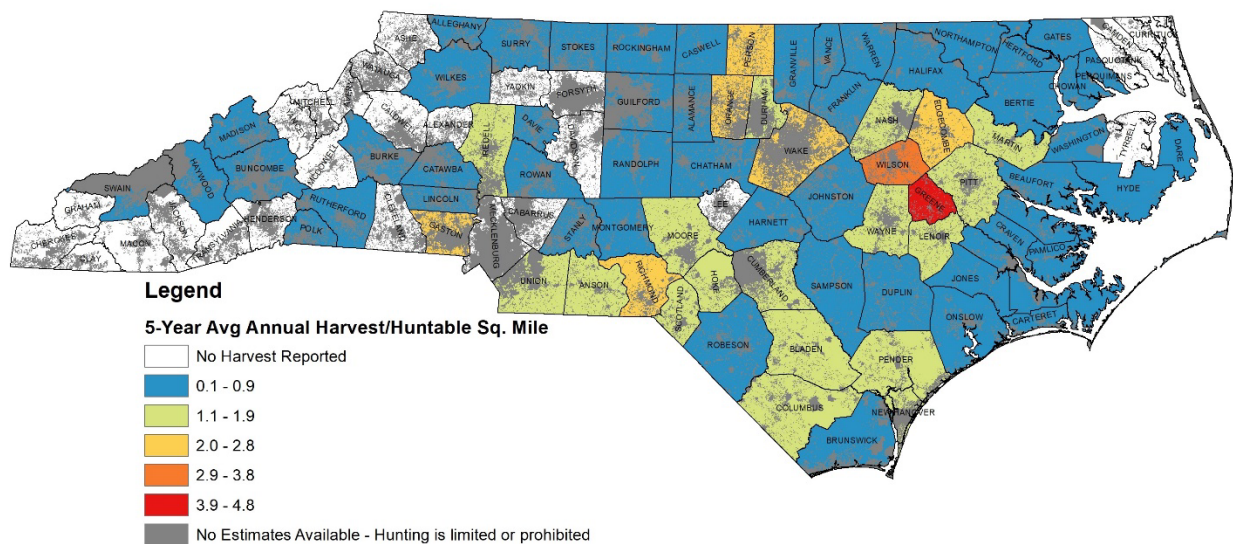 ALLEGHANY
ASHE
SURRY
STOKES
ROCKINGHAM
CASWELL
PERSON
GRANVILLE
VANCE
WARREN
NORTHAMPTON
HERTFORD
GATES
CAMDEN
CURRITUCK
PASQUOTANK
PERQUIMANS
CHOWAN
WATAUGA
WILKES
YADKIN
FORSYTH
GUILFORD
ALAMANCE
ORANGE
DURHAM
FRANKLIN
HALIFAX
BERTIE
MITCHELL
AVERY
CALDWELL
ALEXANDER
IREDELL
DAVIE
DAVIDSON
NASH
EDGECOMBE
MARTIN
WASHINGTON
TYRRELL
DARE
MADISON
HAYWOOD
BUNCOMBE
MCDOWELL
BURKE
CATAWBA
ROWAN
RANDOLPH
CHATHAM
WAKE
WILSON
PITT
BEAUFORT
HYDE
SWAIN
GRAHAM
RUTHERFORD
LINCOLN
CABARRUS
LEE
JOHNSTON
GREENE
CHEROKEE
CLAY
MACON
JACKSON
TRANSYLVANIA
HENDERSON
POLK
CLEVELAND
GASTON
MECKLENBURG
STANLY
MONTGOMERY
MOORE
HARNETT
WAYNE
LENOIR
CRAVEN
PAMLICO
UNION
ANSON
RICHMOND
SCOTLAND
HOKE
CUMBERLAND
SAMPSON
DUPLIN
JONES
ONSLOW
CARTERET
ROBESON
BLADEN
PENDER
COLUMBUS
NEW HANOVER
BRUNSWICK
Legend
5-Year Avg Annual Harvest/Huntable Sq. Mile
No Harvest Reported
0.1 - 0.9
1.1 - 1.9
2.0 - 2.8
2.9 - 3.8
3.9 - 4.8
No Estimates Available - Hunting is limited or prohibited